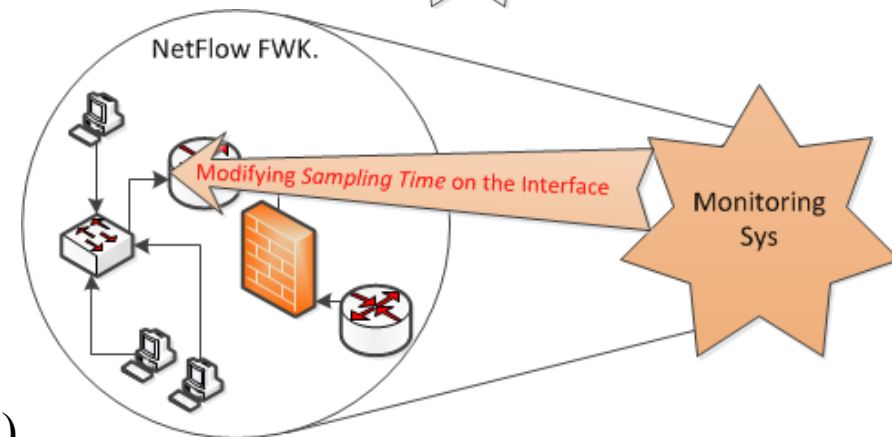 NetFlow FWK.
Modifying Sampling Time on the Interface
Monitoring
Sys
)